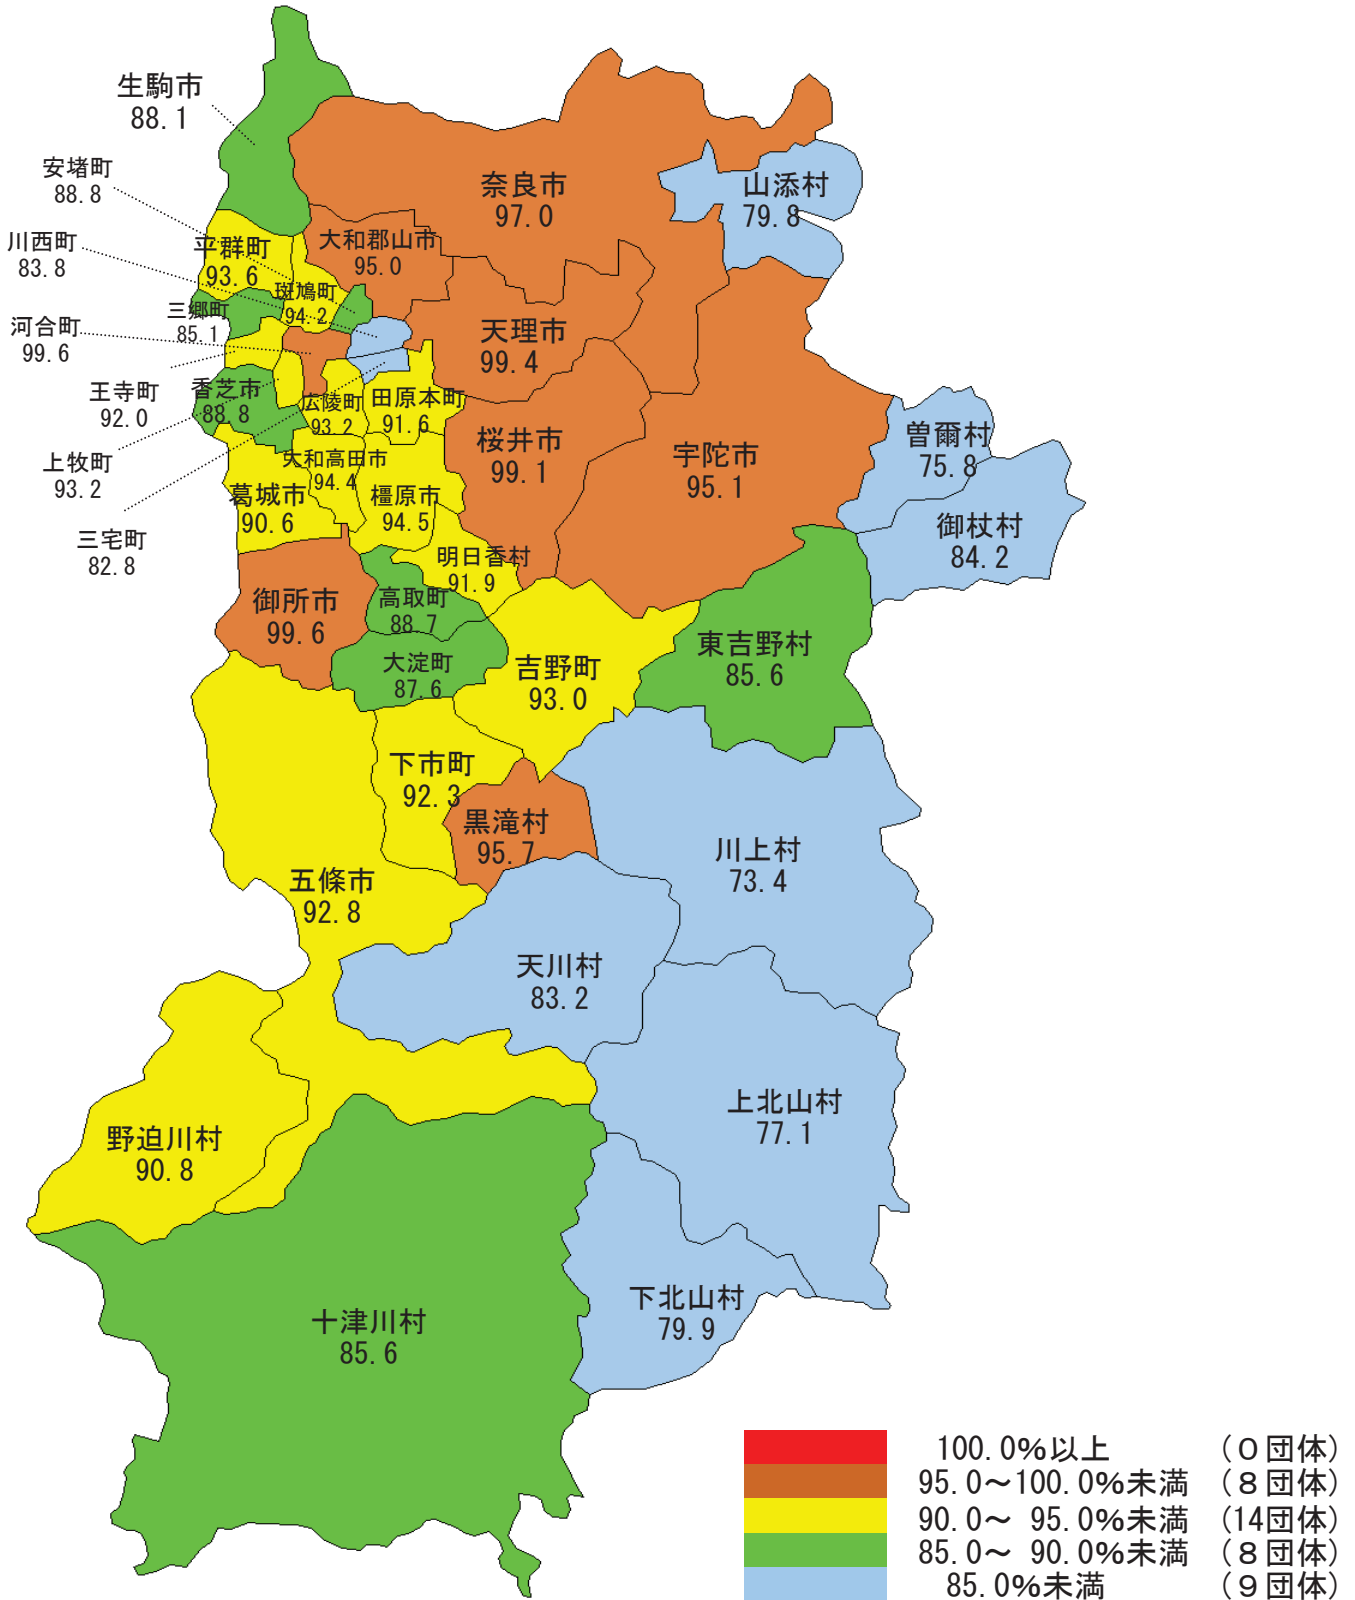 生駒市
88.1
安堵町
88.8
奈良市
97.0
山添村
79.8
川西町
83.8
平群町
93.6
大和郡山市
95.0
斑鳩町
94.2
三郷町
85.1
河合町
99.6
天理市
99.4
王寺町
92.0
香芝市
88.8
広陵町
93.2
田原本町
91.6
上牧町
93.2
大和高田市
94.4
桜井市
99.1
宇陀市
95.1
曽爾村
75.8
葛城市
90.6
橿原市
94.5
三宅町
82.8
御杖村
84.2
明日香村
91.9
御所市
99.6
高取町
88.7
大淀町
87.6
吉野町
93.0
東吉野村
85.6
下市町
92.3
黒滝村
95.7
川上村
73.4
五條市
92.8
天川村
83.2
上北山村
77.1
野迫川村
90.8
下北山村
79.9
十津川村
85.6
100.0%以上 (0団体)
95.0～100.0%未満 (8団体)
90.0～ 95.0%未満 (14団体)
85.0～ 90.0%未満 (8団体)
85.0%未満 (9団体)